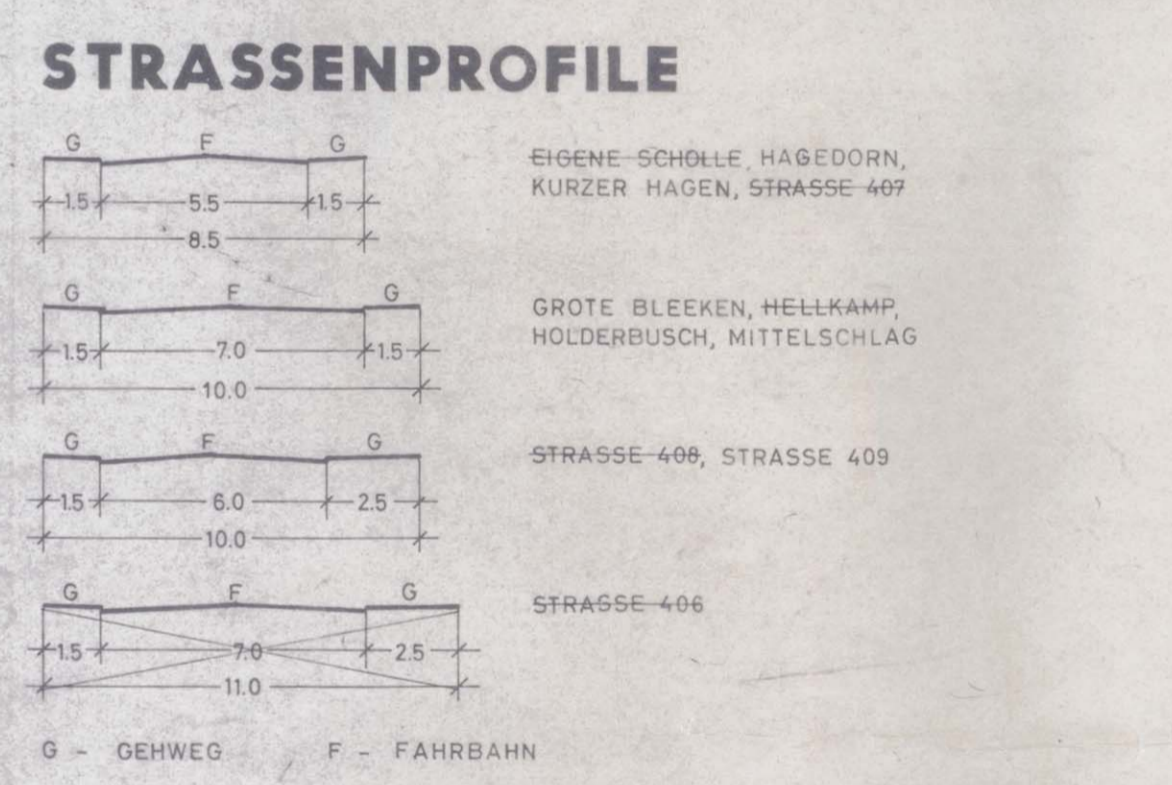 STRASSENPROFILE
G F G
1.5 5.5 1.5
8.5
EIGENE SCHOLLE, HAGEDORN,
KURZER HAGEN, STRASSE 407
G F G
1.5 7.0 1.5
10.0
GROTE BLEEKEN, HELLKAMP,
HOLDERBUSCH, MITTELSCHLAG
G F G
1.5 6.0 2.5
10.0
STRASSE 408, STRASSE 409
G F G
1.5 7.0 2.5
11.0
STRASSE 406
G - GEHWEG F - FAHRBAHN